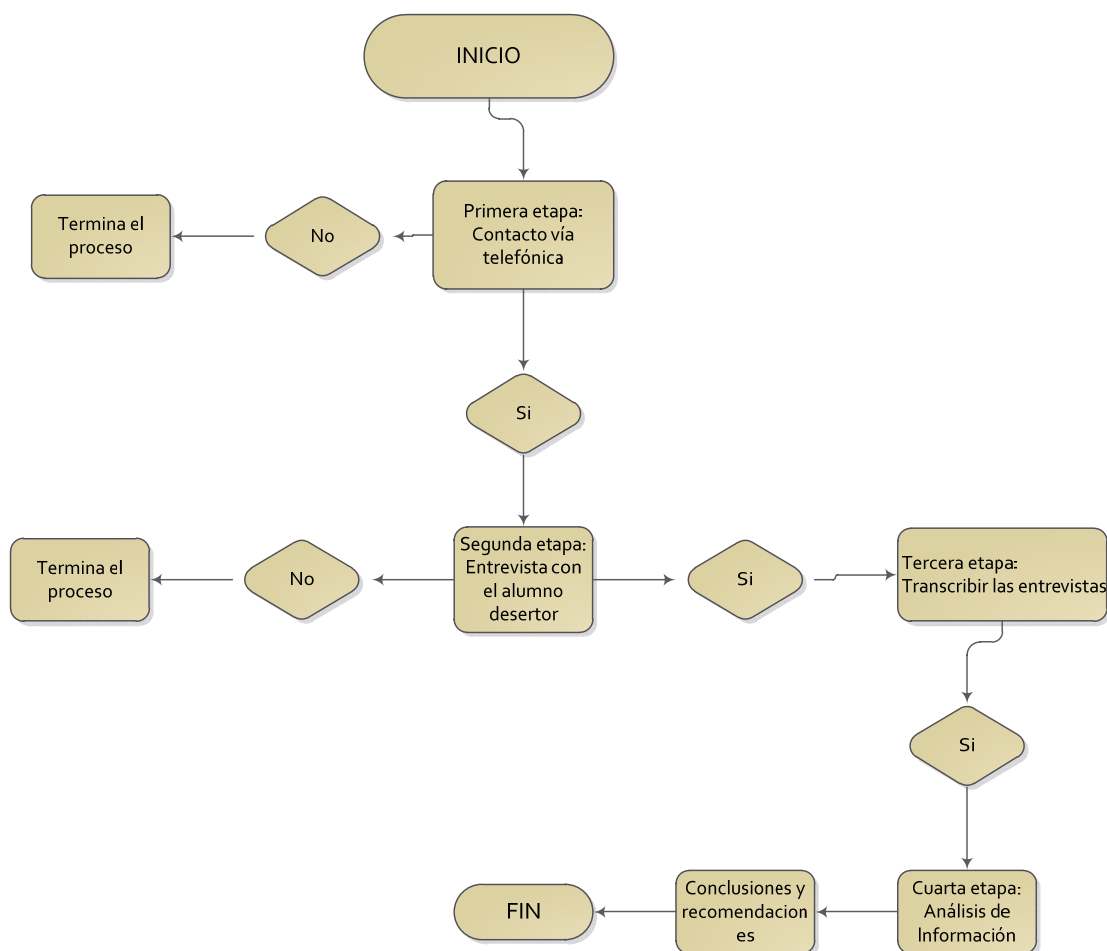 INICIO
Primera etapa:
Contacto vía
telefónica
No
Termina el
proceso
Si
Segunda etapa:
Entrevista con
el alumno
desertor
No
Termina el
proceso
Si
Tercera etapa:
Transcribir las entrevistas
Si
Cuarta etapa:
Análisis de
Información
Conclusiones y
recomendacion
es
FIN